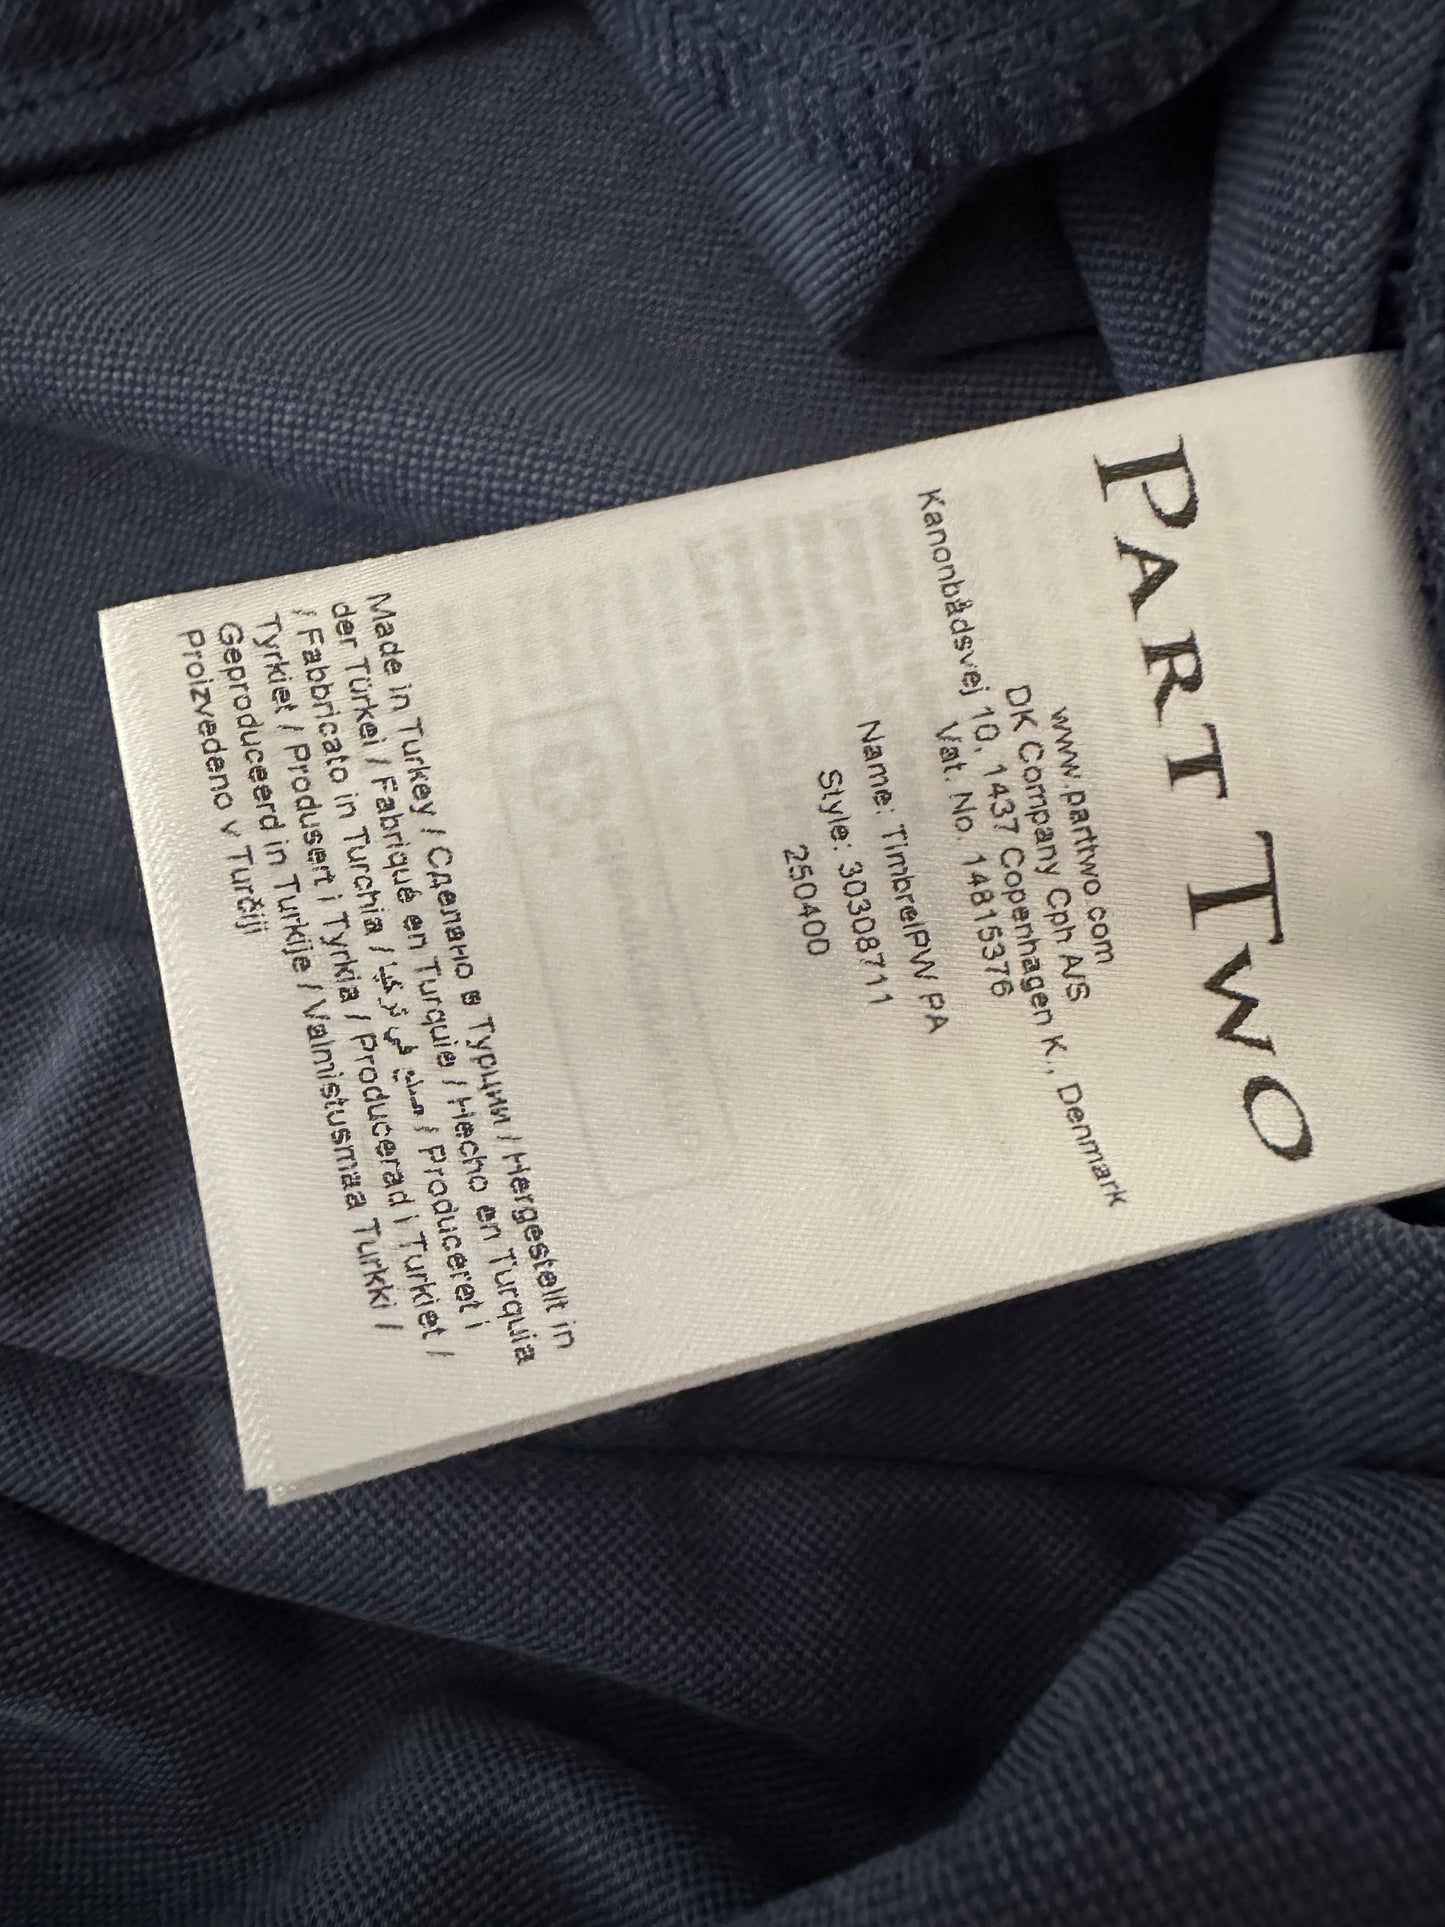 PART TWO
www.parttwo.com
DK Company Cph A/S
Kanonbådsvej 10, 1437 Copenhagen K., Denmark
Vat. No. 14815376
Name: TimbrelPW PA
Style: 30308711
250400
Made in Turkey / Сделано в Турции / Hergestellt in
der Türkei / Fabriqué en Turquie / Hecho en Turquia
/ Fabbricato in Turchia / صنع في تركيا / Produceret i
Tyrkiet / Produsert i Tyrkia / Producerad i Turkiet /
Geproduceerd in Turkije / Valmistusmaa Turkki /
Proizvedeno v Turčiji